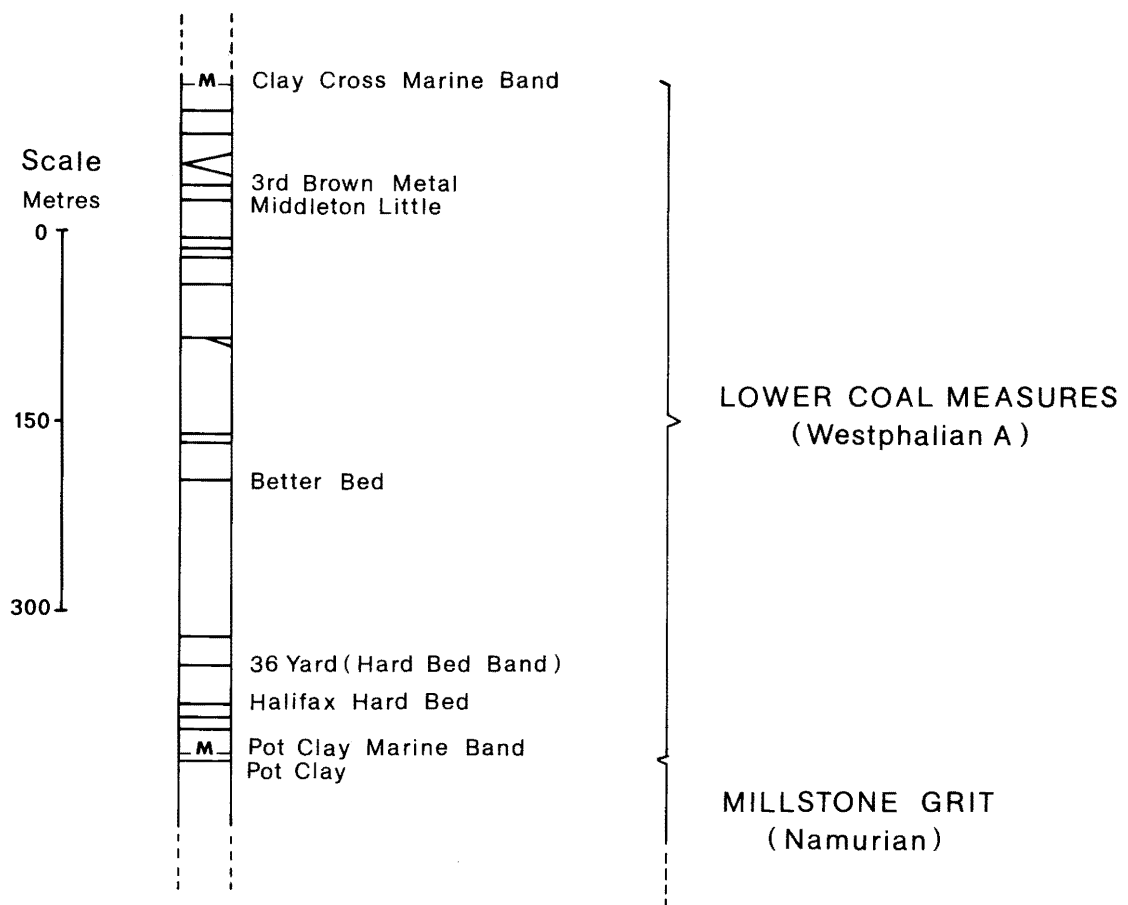 M Clay Cross Marine Band
Scale
Metres
3rd Brown Metal
Middleton Little
0
150
LOWER COAL MEASURES
(Westphalian A)
Better Bed
300
36 Yard (Hard Bed Band)
Halifax Hard Bed
M Pot Clay Marine Band
Pot Clay
MILLSTONE GRIT
(Namurian)